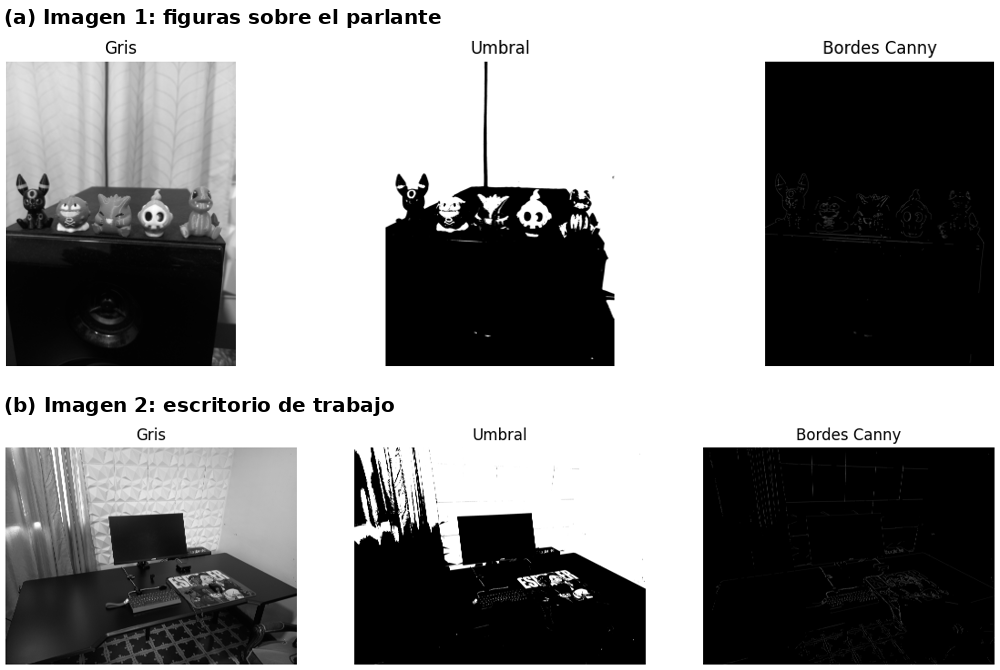 (a) Imagen 1: figuras sobre el parlante
Gris
Umbral
Bordes Canny
(b) Imagen 2: escritorio de trabajo
Gris
Umbral
Bordes Canny